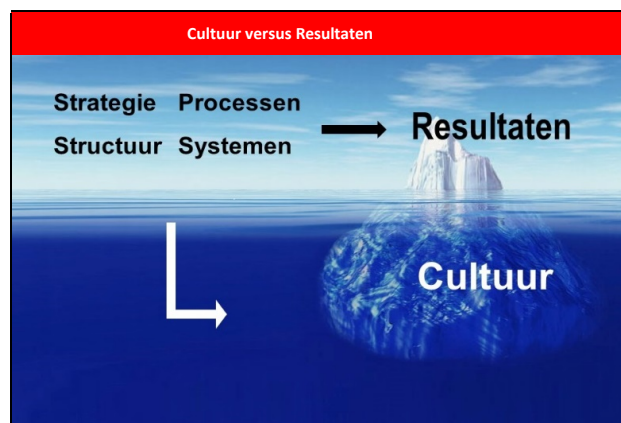 Cultuur versus Resultaten
Strategie Processen
Structuur Systemen
Resultaten
Cultuur